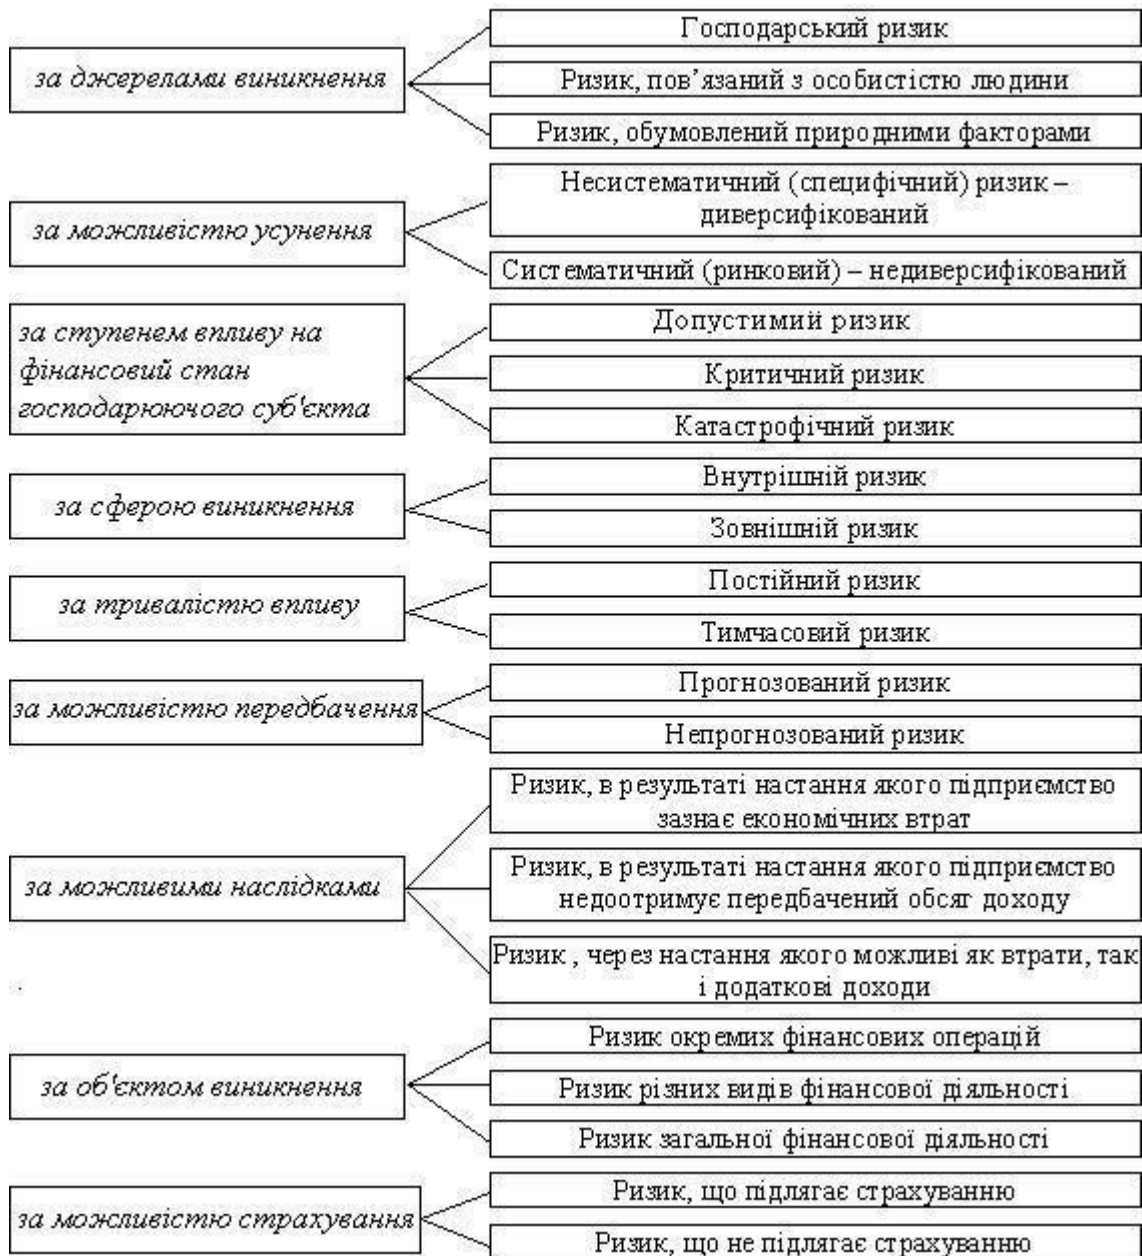 за джерелами виникнення
Господарський ризик
Ризик, пов’язаний з особистістю людини
Ризик, обумовлений природними факторами
за можливістю усунення
Несистематичний (специфічний) ризик –
диверсифікований
Систематичний (ринковий) – недиверсифікований
за ступенем впливу на
фінансовий стан
господарюючого суб'єкта
Допустимий ризик
Критичний ризик
Катастрофічний ризик
за сферою виникнення
Внутрішній ризик
Зовнішній ризик
за тривалістю впливу
Постійний ризик
Тимчасовий ризик
за можливістю передбачення
Прогнозований ризик
Непрогнозований ризик
за можливими наслідками
Ризик, в результаті настання якого підприємство
зазнає економічних втрат
Ризик, в результаті настання якого підприємство
недоотримує передбачений обсяг доходу
Ризик , через настання якого можливі як втрати, так
і додаткові доходи
за об'єктом виникнення
Ризик окремих фінансових операцій
Ризик різних видів фінансової діяльності
Ризик загальної фінансової діяльності
за можливістю страхування
Ризик, що підлягає страхуванню
Ризик, що не підлягає страхуванню